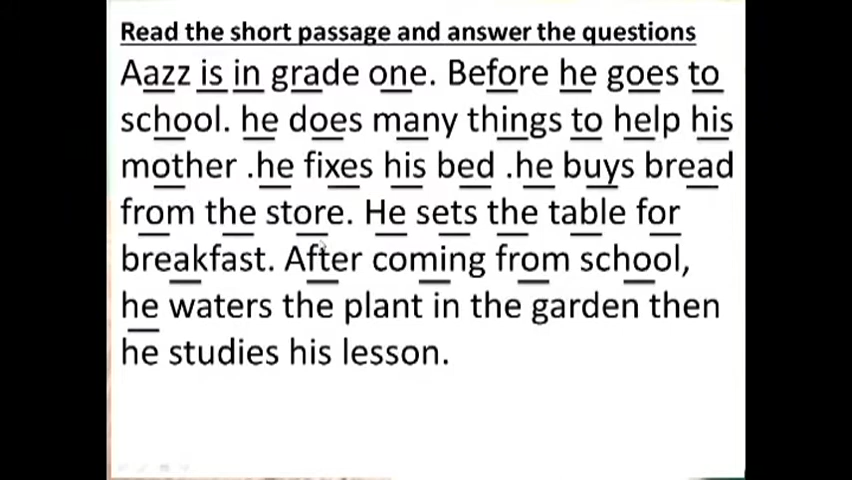 Read the short passage and answer the questions
Aazz is in grade one. Before he goes to
school. he does many things to help his
mother .he fixes his bed .he buys bread
from the store. He sets the table for
breakfast. After coming from school,
he waters the plant in the garden then
he studies his lesson.